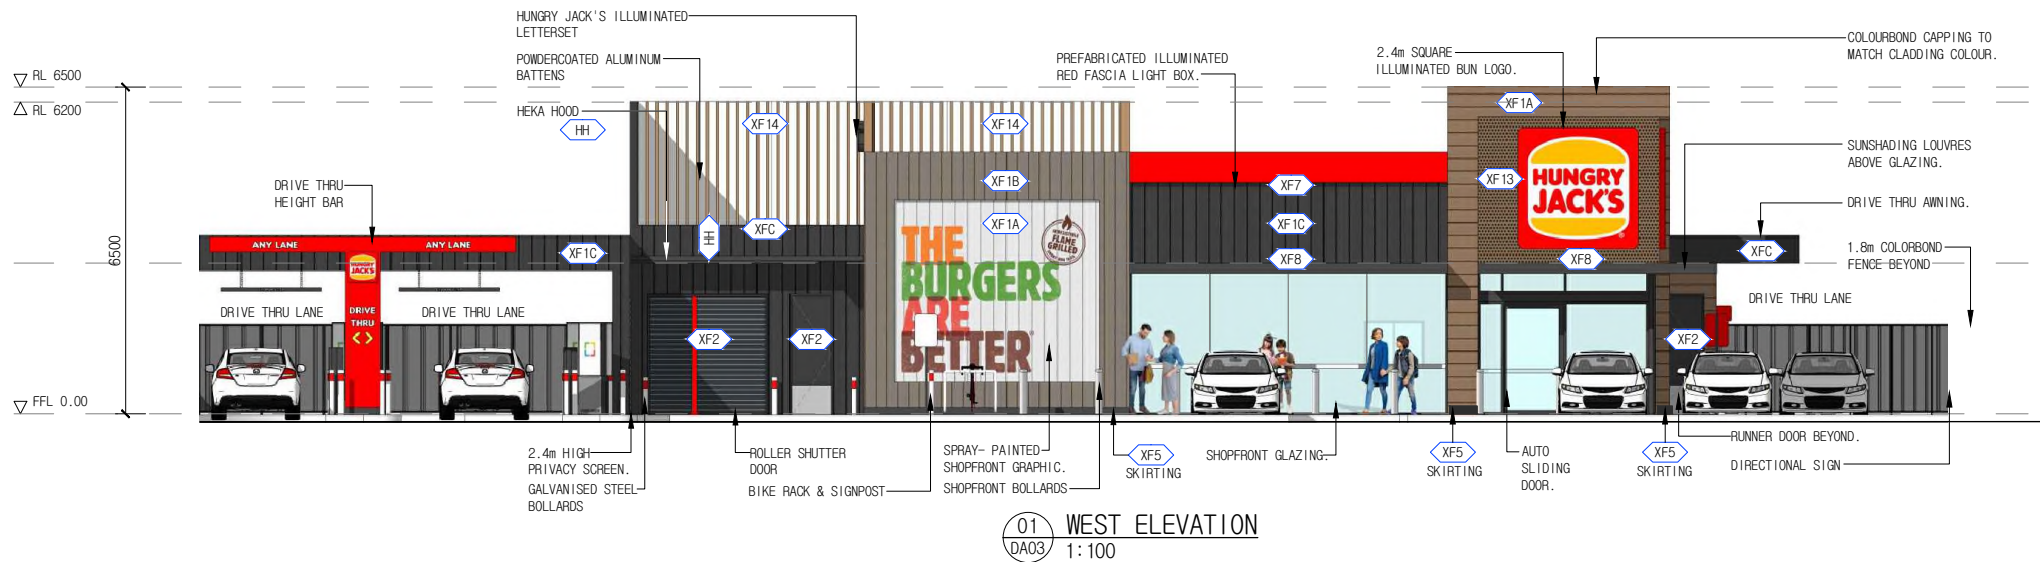 HUNGRY JACK'S ILLUMINATED
LETTERSET
POWDERCOATED ALUMINUM
BATTENS
HEKA HOOD
HH
PREFABRICATED ILLUMINATED
RED FASCIA LIGHT BOX.
2.4m SQUARE
ILLUMINATED BUN LOGO.
COLOURBOND CAPPING TO
MATCH CLADDING COLOUR.
RL 6500
RL 6200
6500
FFL 0.00
XF14
XF14
XF1A
SUNSHADING LOUVRES
ABOVE GLAZING.
DRIVE THRU
HEIGHT BAR
XF1B
XF7
XF13
HUNGRY
JACK'S
®
DRIVE THRU AWNING.
XFC
HH
XF1A
XF1C
XF8
XF8
XFC
1.8m COLORBOND
FENCE BEYOND
ANY LANE
ANY LANE
XF1C
HUNGRY
JACK'S
DRIVE
THRU
<>
DRIVE THRU LANE
DRIVE THRU LANE
DRIVE THRU LANE
THE
BURGERS
ARE
BETTER
FLAME
GRILLED
XF2
XF2
XF2
2.4m HIGH
PRIVACY SCREEN.
GALVANISED STEEL
BOLLARDS
ROLLER SHUTTER
DOOR
BIKE RACK & SIGNPOST
SPRAY- PAINTED
SHOPFRONT GRAPHIC.
SHOPFRONT BOLLARDS
XF5
SKIRTING
SHOPFRONT GLAZING.
XF5
SKIRTING
AUTO
SLIDING
DOOR.
XF5
SKIRTING
RUNNER DOOR BEYOND.
DIRECTIONAL SIGN
01
DA03
WEST ELEVATION
1:100